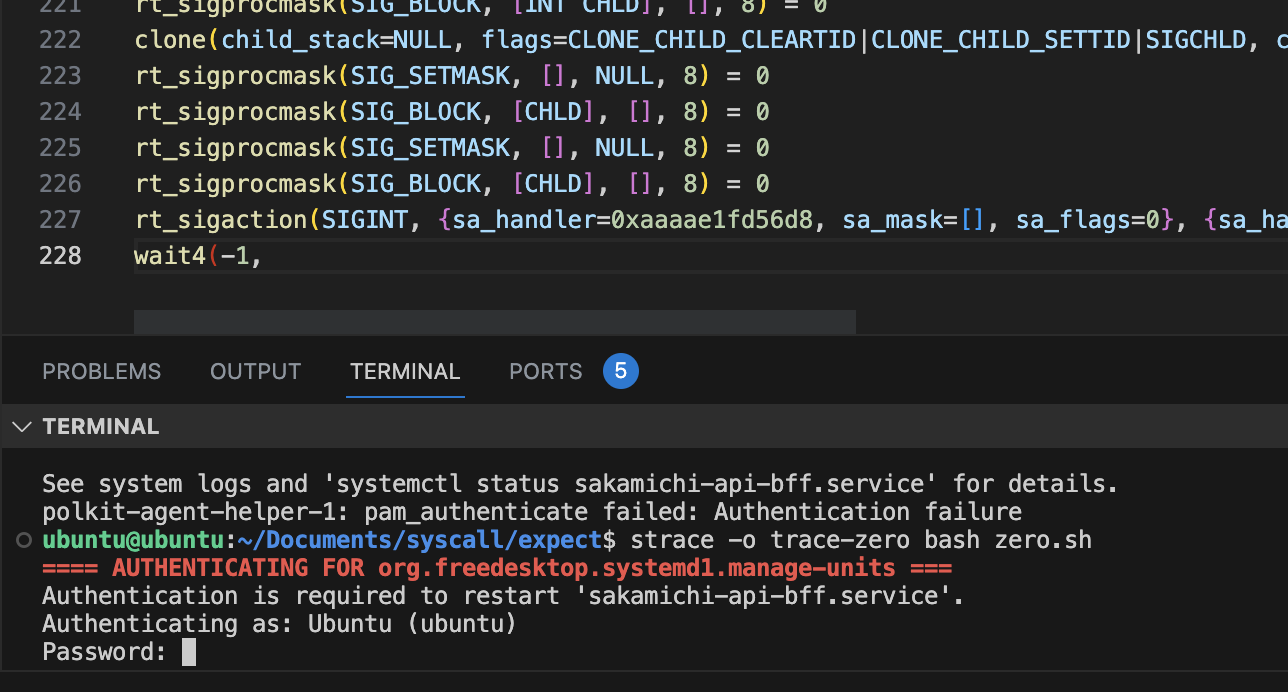 221 rt_sigprocmask(SIG_BLOCK, [INT CHLD], [], 8) = 0
222 clone(child_stack=NULL, flags=CLONE_CHILD_CLEARTID|CLONE_CHILD_SETTID|SIGCHLD, c
223 rt_sigprocmask(SIG_SETMASK, [], NULL, 8) = 0
224 rt_sigprocmask(SIG_BLOCK, [CHLD], [], 8) = 0
225 rt_sigprocmask(SIG_SETMASK, [], NULL, 8) = 0
226 rt_sigprocmask(SIG_BLOCK, [CHLD], [], 8) = 0
227 rt_sigaction(SIGINT, {sa_handler=0xaaaae1fd56d8, sa_mask=[], sa_flags=0}, {sa_ha
228 wait4(-1,
PROBLEMS OUTPUT TERMINAL PORTS 5
TERMINAL
See system logs and 'systemctl status sakamichi-api-bff.service' for details.
polkit-agent-helper-1: pam_authenticate failed: Authentication failure
ubuntu@ubuntu:~/Documents/syscall/expect$ strace -o trace-zero bash zero.sh
==== AUTHENTICATING FOR org.freedesktop.systemd1.manage-units ===
Authentication is required to restart 'sakamichi-api-bff.service'.
Authenticating as: Ubuntu (ubuntu)
Password: